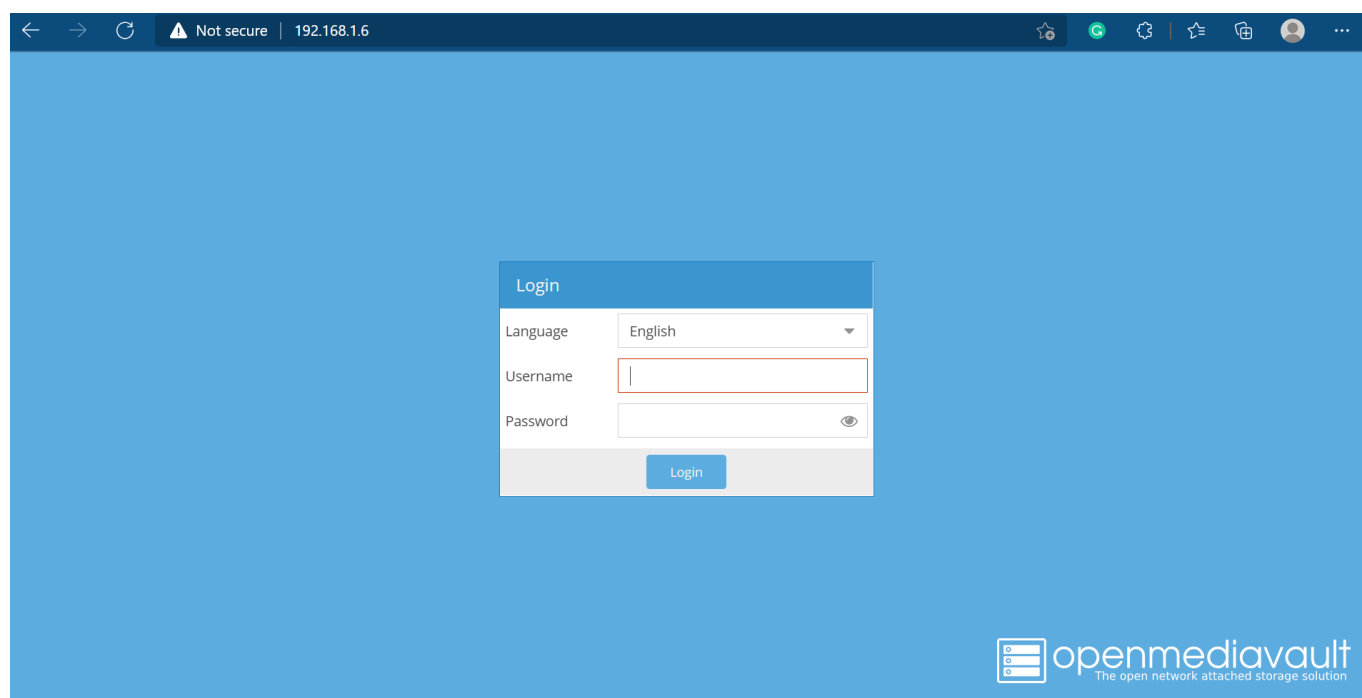 Not secure | 192.168.1.6
Login
Language English
Username
Password
Login
openmediavault
The open network attached storage solution